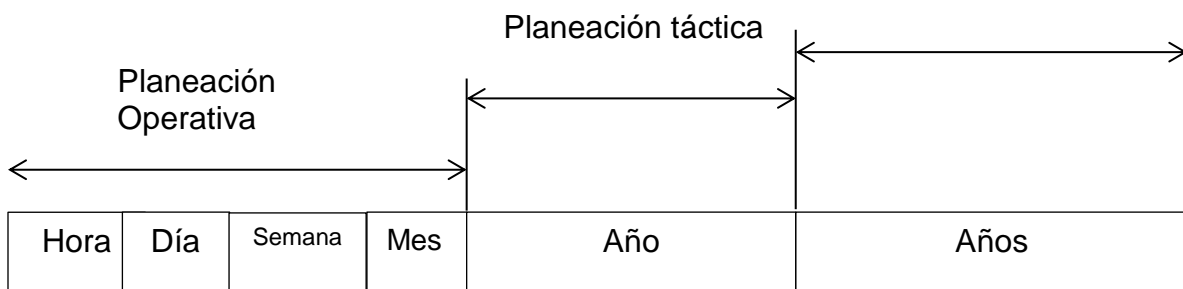 Planeación táctica
Planeación
Operativa
Hora Día Semana Mes Año Años